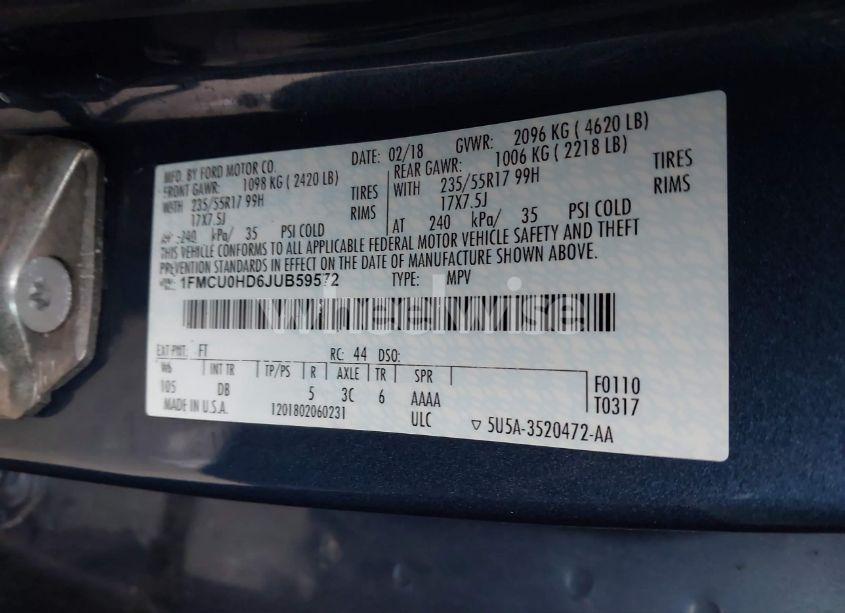 MFD. BY FORD MOTOR CO. DATE: 02/18 GVWR: 2096 KG ( 4620 LB)
FRONT GAWR: 1098 KG ( 2420 LB) REAR GAWR: 1006 KG ( 2218 LB)
WITH 235/55R17 99H TIRES WITH 235/55R17 99H TIRES
17X7.5J RIMS 17X7.5J RIMS
AT 240 kPa/ 35 PSI COLD AT 240 kPa/ 35 PSI COLD
THIS VEHICLE CONFORMS TO ALL APPLICABLE FEDERAL MOTOR VEHICLE SAFETY AND THEFT
PREVENTION STANDARDS IN EFFECT ON THE DATE OF MANUFACTURE SHOWN ABOVE.
1FMCU0HD6JUB59572 TYPE: MPV
wheelwise
EXT PNT: FT RC: 44 DSO:
WB INT TR TP/PS R AXLE TR SPR
105 DB 5 3C 6 AAAA F0110
MADE IN U.S.A. 1201802060231 ULC T0317
5U5A-3520472-AA